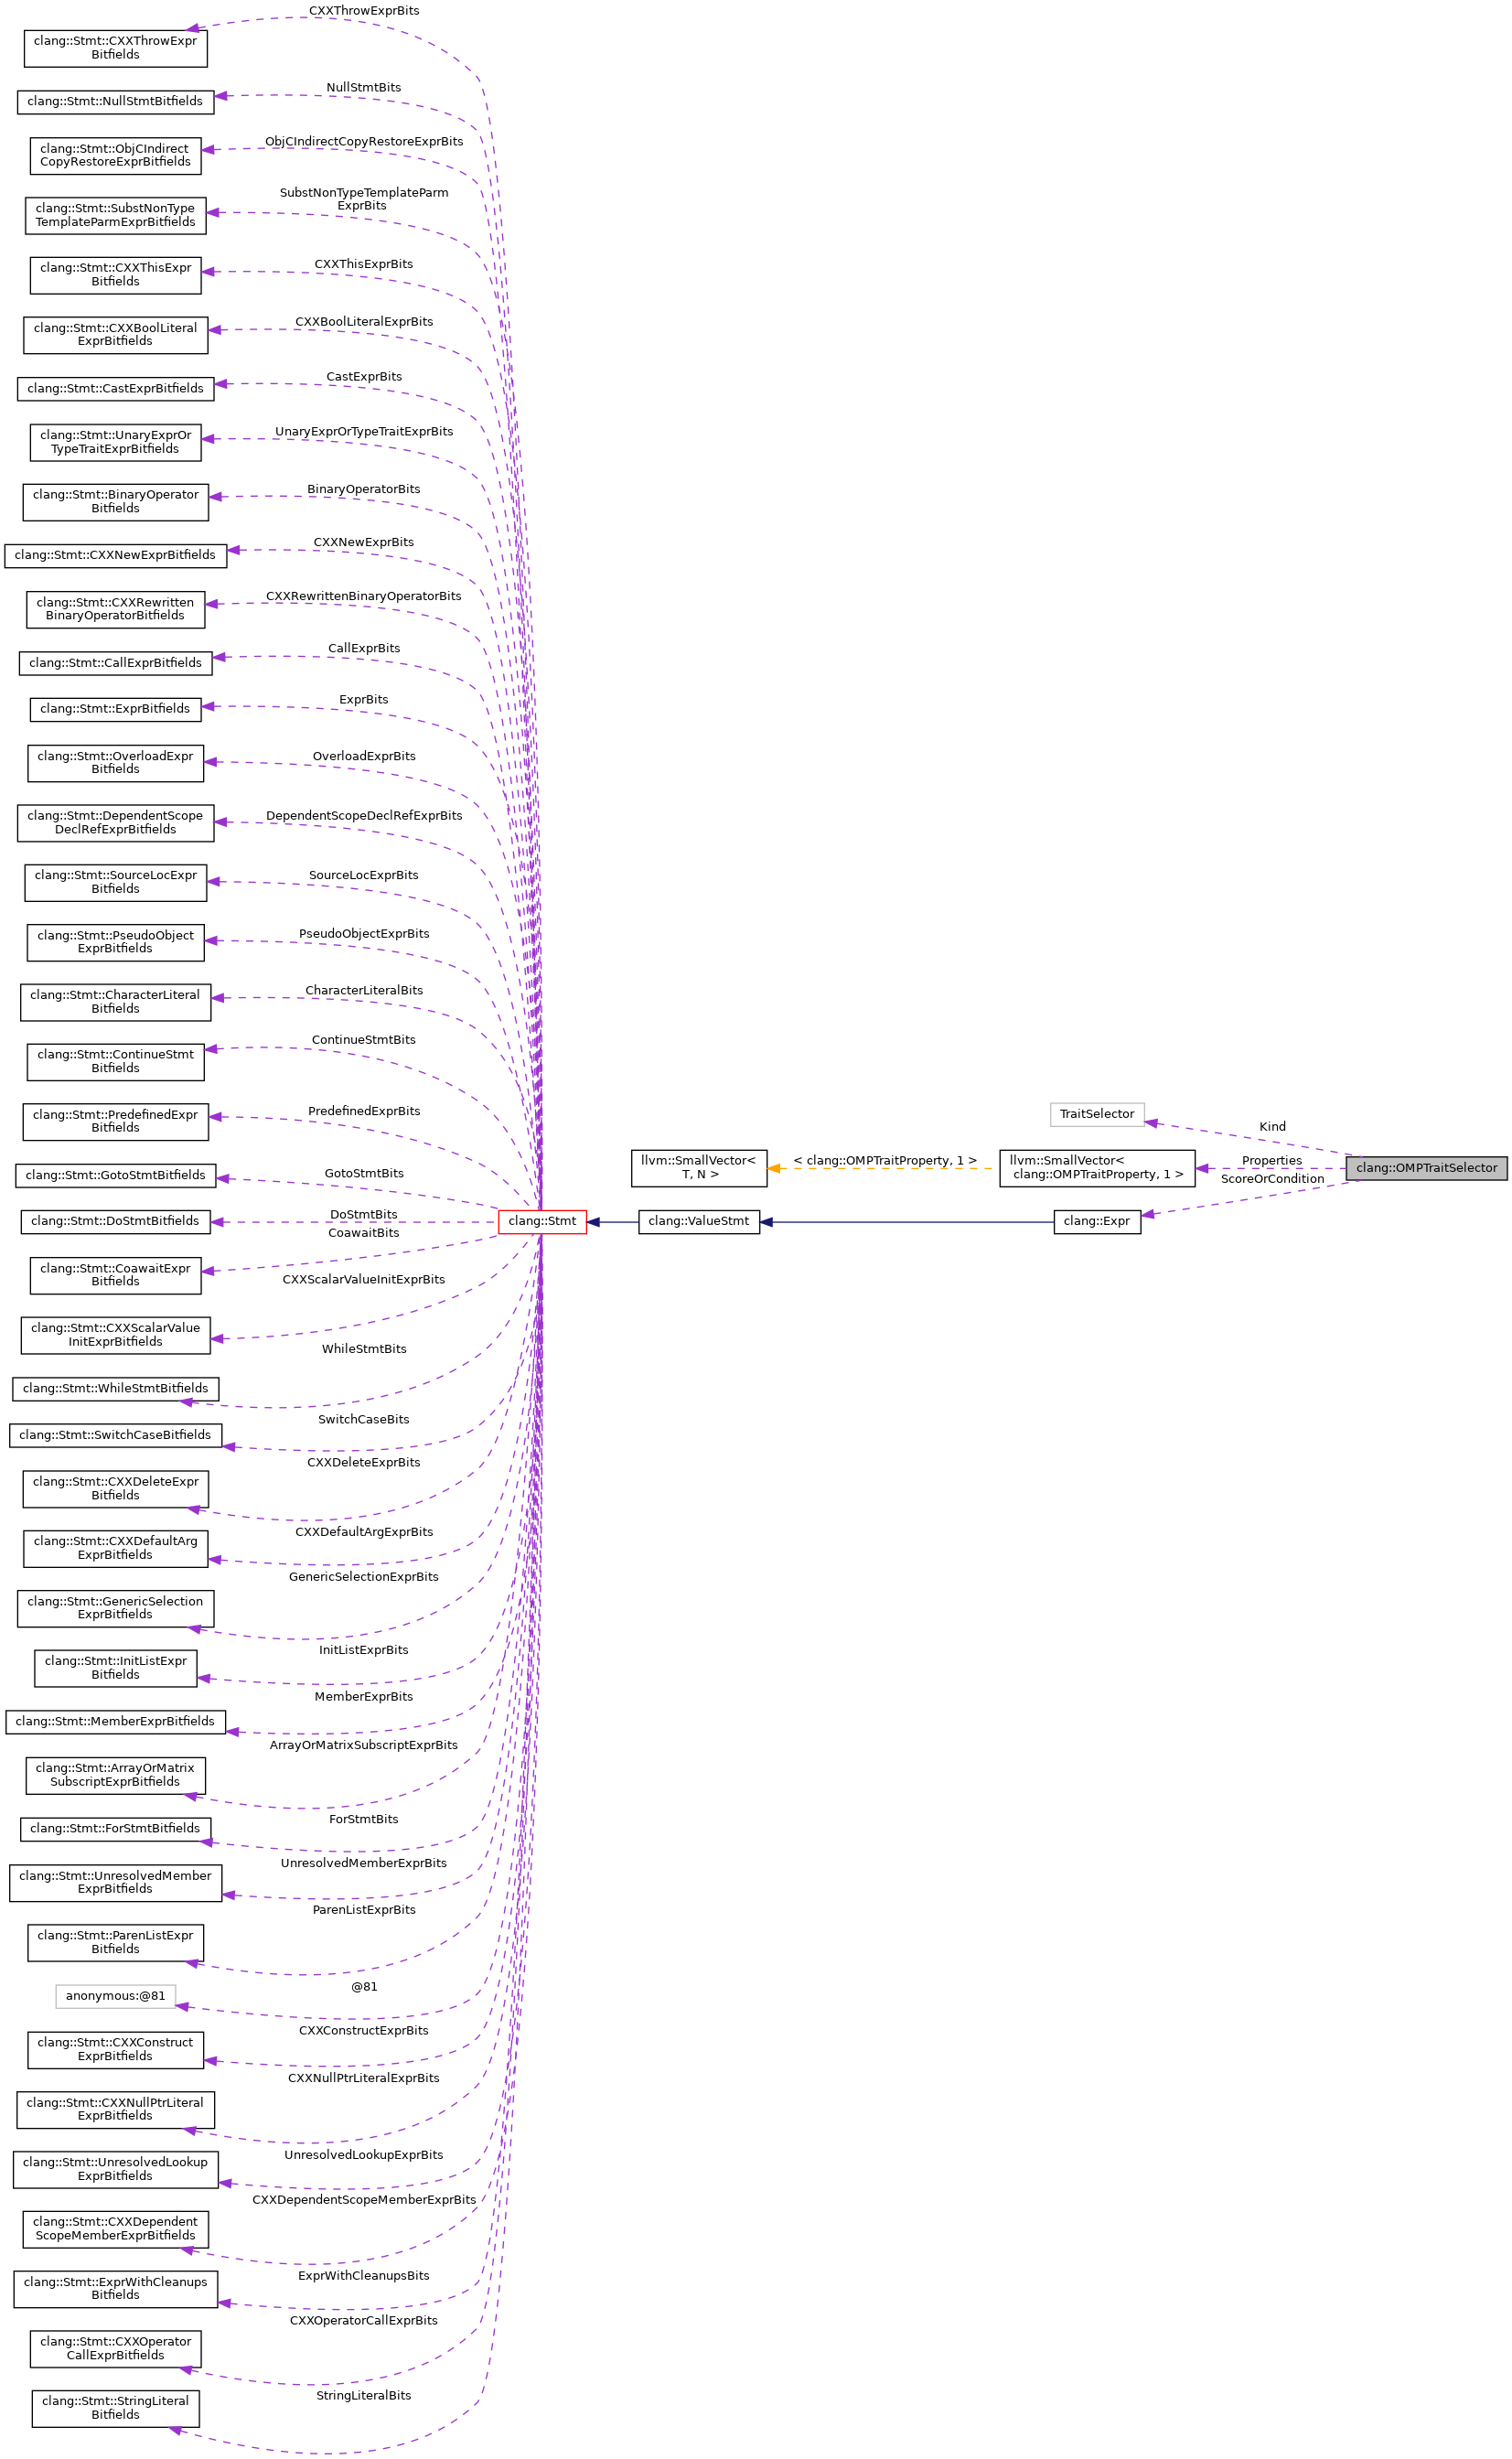 CXXThrowExprBits
clang::Stmt::CXXThrowExpr
Bitfields
NullStmtBits
clang::Stmt::NullStmtBitfields
ObjCIndirectCopyRestoreExprBits
clang::Stmt::ObjCIndirect
CopyRestoreExprBitfields
SubstNonTypeTemplateParm
ExprBits
clang::Stmt::SubstNonType
TemplateParmExprBitfields
CXXThisExprBits
clang::Stmt::CXXThisExpr
Bitfields
CXXBoolLiteralExprBits
clang::Stmt::CXXBoolLiteral
ExprBitfields
CastExprBits
clang::Stmt::CastExprBitfields
UnaryExprOrTypeTraitExprBits
clang::Stmt::UnaryExprOr
TypeTraitExprBitfields
BinaryOperatorBits
clang::Stmt::BinaryOperator
Bitfields
CXXNewExprBits
clang::Stmt::CXXNewExprBitfields
CXXRewrittenBinaryOperatorBits
clang::Stmt::CXXRewritten
BinaryOperatorBitfields
CallExprBits
clang::Stmt::CallExprBitfields
ExprBits
clang::Stmt::ExprBitfields
OverloadExprBits
clang::Stmt::OverloadExpr
Bitfields
DependentScopeDeclRefExprBits
clang::Stmt::DependentScope
DeclRefExprBitfields
SourceLocExprBits
clang::Stmt::SourceLocExpr
Bitfields
PseudoObjectExprBits
clang::Stmt::PseudoObject
ExprBitfields
CharacterLiteralBits
clang::Stmt::CharacterLiteral
Bitfields
ContinueStmtBits
clang::Stmt::ContinueStmt
Bitfields
PredefinedExprBits
clang::Stmt::PredefinedExpr
Bitfields
GotoStmtBits
clang::Stmt::GotoStmtBitfields
DoStmtBits
clang::Stmt::DoStmtBitfields
CoawaitBits
clang::Stmt::CoawaitExpr
Bitfields
CXXScalarValueInitExprBits
clang::Stmt::CXXScalarValue
InitExprBitfields
WhileStmtBits
clang::Stmt::WhileStmtBitfields
SwitchCaseBits
clang::Stmt::SwitchCaseBitfields
CXXDeleteExprBits
clang::Stmt::CXXDeleteExpr
Bitfields
CXXDefaultArgExprBits
clang::Stmt::CXXDefaultArg
ExprBitfields
GenericSelectionExprBits
clang::Stmt::GenericSelection
ExprBitfields
InitListExprBits
clang::Stmt::InitListExpr
Bitfields
MemberExprBits
clang::Stmt::MemberExprBitfields
ArrayOrMatrixSubscriptExprBits
clang::Stmt::ArrayOrMatrix
SubscriptExprBitfields
ForStmtBits
clang::Stmt::ForStmtBitfields
UnresolvedMemberExprBits
clang::Stmt::UnresolvedMember
ExprBitfields
ParenListExprBits
clang::Stmt::ParenListExpr
Bitfields
@81
anonymous:@81
CXXConstructExprBits
clang::Stmt::CXXConstruct
ExprBitfields
CXXNullPtrLiteralExprBits
clang::Stmt::CXXNullPtrLiteral
ExprBitfields
UnresolvedLookupExprBits
clang::Stmt::UnresolvedLookup
ExprBitfields
CXXDependentScopeMemberExprBits
clang::Stmt::CXXDependent
ScopeMemberExprBitfields
ExprWithCleanupsBits
clang::Stmt::ExprWithCleanups
Bitfields
CXXOperatorCallExprBits
clang::Stmt::CXXOperator
CallExprBitfields
StringLiteralBits
clang::Stmt::StringLiteral
Bitfields
clang::Stmt
clang::ValueStmt
clang::Expr
llvm::SmallVector<
T, N >
< clang::OMPTraitProperty, 1 >
llvm::SmallVector<
clang::OMPTraitProperty, 1 >
TraitSelector
Kind
Properties
ScoreOrCondition
clang::OMPTraitSelector